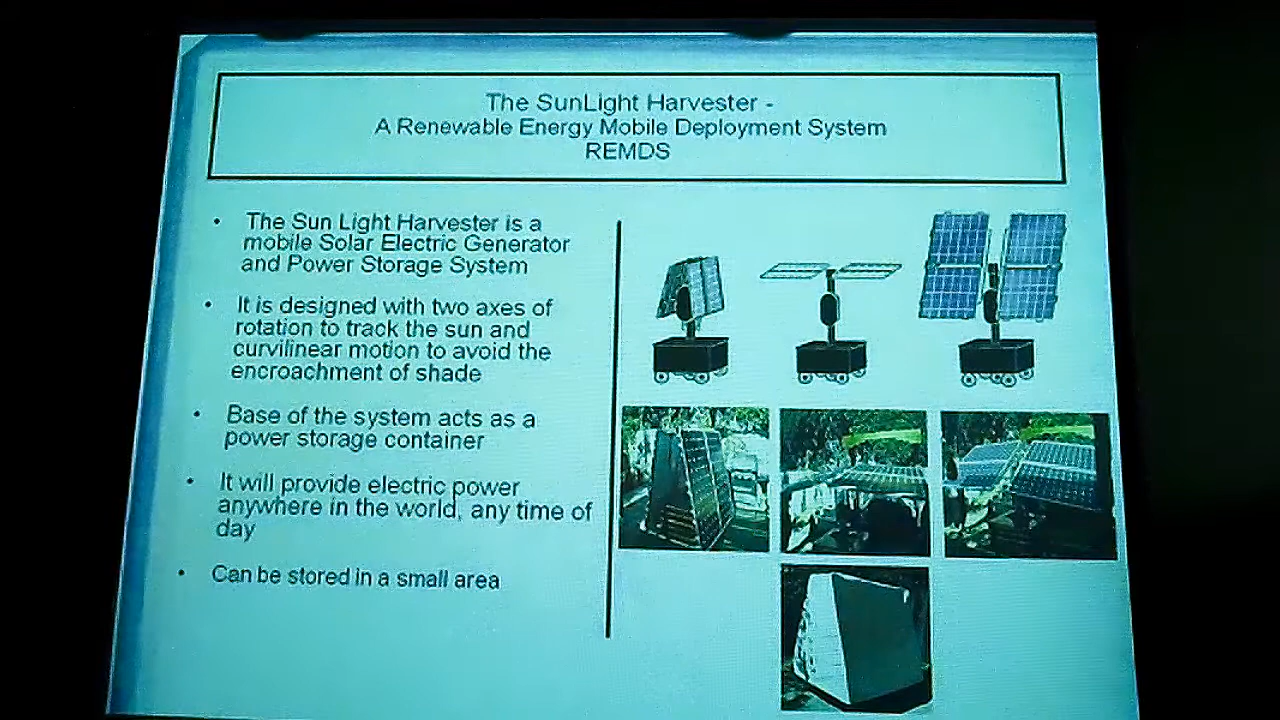 The SunLight Harvester -
A Renewable Energy Mobile Deployment System
REMDS
• The Sun Light Harvester is a
mobile Solar Electric Generator
and Power Storage System
• It is designed with two axes of
rotation to track the sun and
curvilinear motion to avoid the
encroachment of shade
• Base of the system acts as a
power storage container
• It will provide electric power
anywhere in the world, any time of
day
• Can be stored in a small area